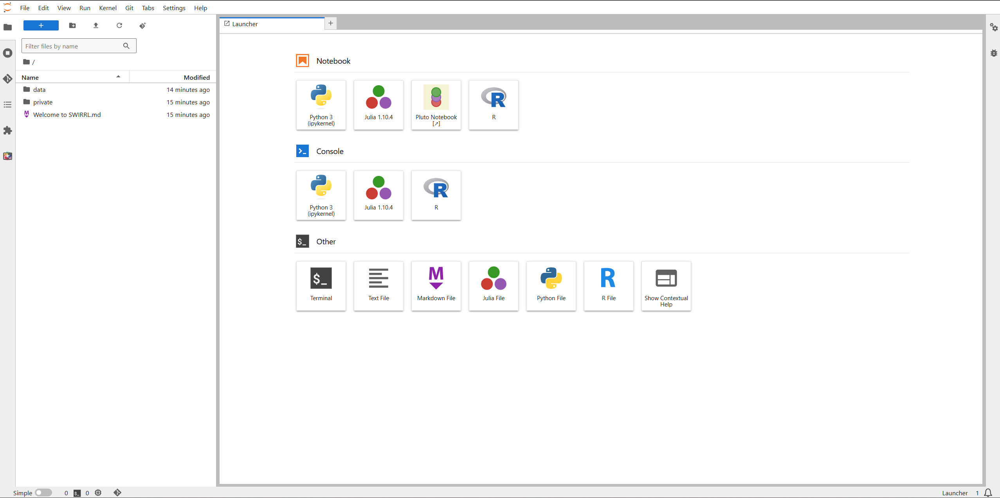 File Edit View Run Kernel Git Tabs Settings Help
Launcher
Filter files by name
/
Name Modified
data 14 minutes ago
private 15 minutes ago
Welcome to SWIRRL.md 15 minutes ago
Notebook
Python 3
(ipykernel)
Julia 1.10.4
Pluto Notebook
[↗]
R
Console
Python 3
(ipykernel)
Julia 1.10.4
R
Other
Terminal
Text File
Markdown File
Julia File
Python File
R File
Show Contextual
Help
Simple 0 $_ 0
Launcher 1